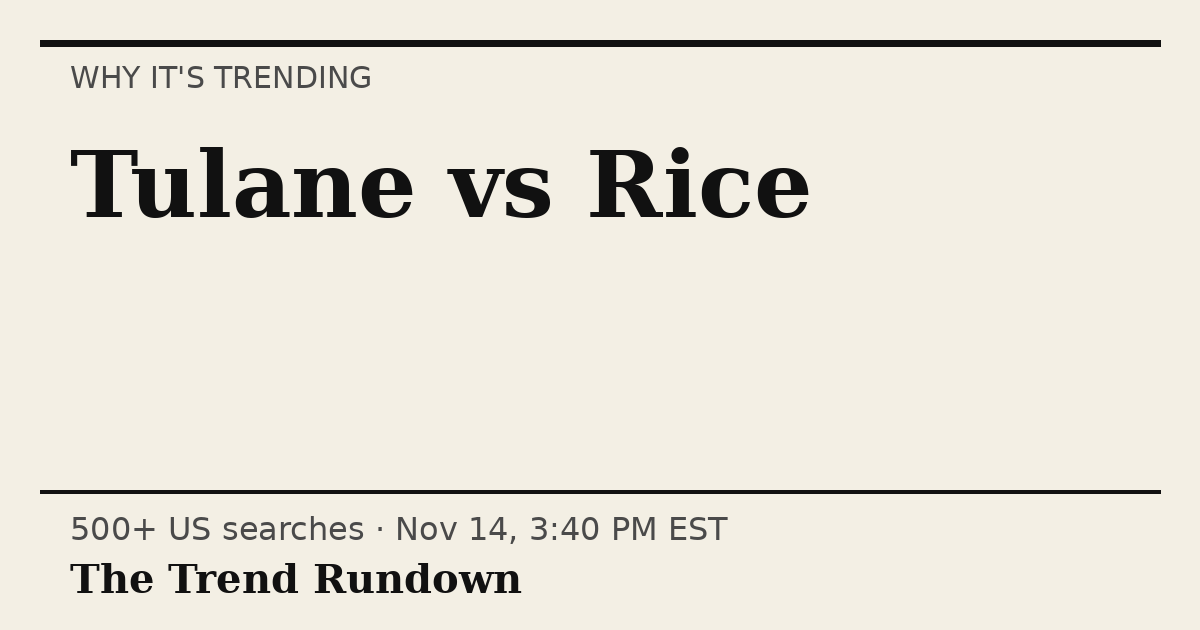 WHY IT'S TRENDING
Tulane vs Rice
500+ US searches · Nov 14, 3:40 PM EST
The Trend Rundown